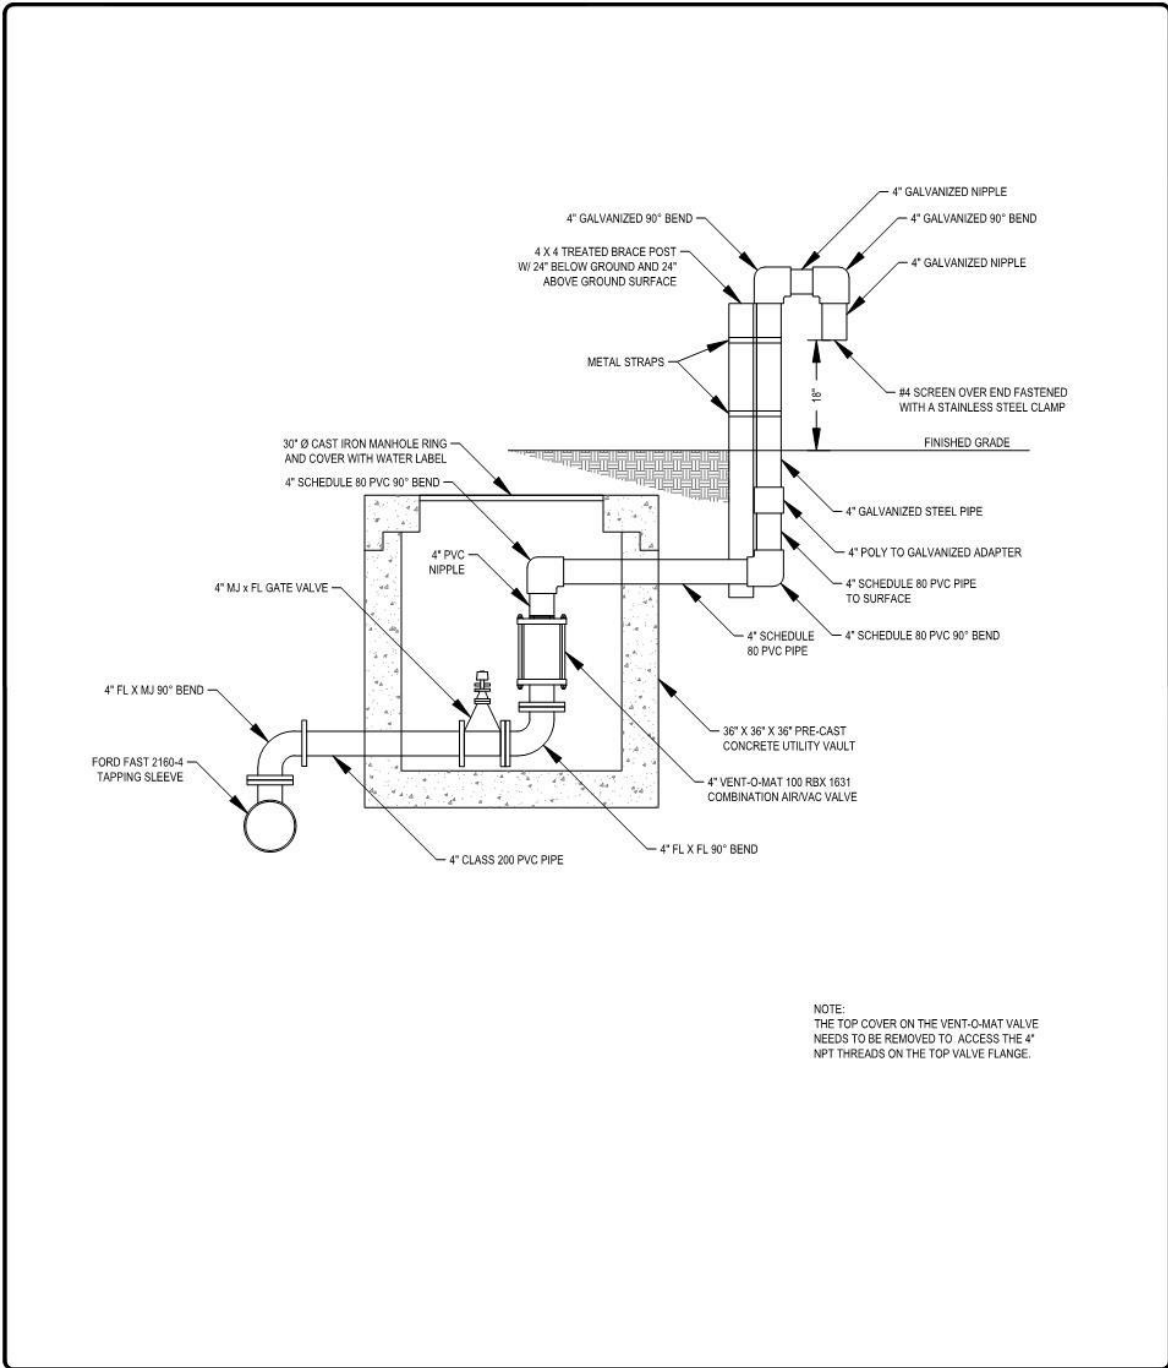 4" GALVANIZED NIPPLE
4" GALVANIZED 90° BEND
4" GALVANIZED 90° BEND
4 X 4 TREATED BRACE POST
W/ 24" BELOW GROUND AND 24"
ABOVE GROUND SURFACE
4" GALVANIZED NIPPLE
METAL STRAPS
18"
#4 SCREEN OVER END FASTENED
WITH A STAINLESS STEEL CLAMP
30" Ø CAST IRON MANHOLE RING
AND COVER WITH WATER LABEL
FINISHED GRADE
4" SCHEDULE 80 PVC 90° BEND
4" GALVANIZED STEEL PIPE
4" PVC
NIPPLE
4" POLY TO GALVANIZED ADAPTER
4" MJ x FL GATE VALVE
4" SCHEDULE 80 PVC PIPE
TO SURFACE
4" SCHEDULE
80 PVC PIPE
4" SCHEDULE 80 PVC 90° BEND
4" FL X MJ 90° BEND
36" X 36" X 36" PRE-CAST
CONCRETE UTILITY VAULT
FORD FAST 2160-4
TAPPING SLEEVE
4" VENT-O-MAT 100 RBX 1631
COMBINATION AIR/VAC VALVE
4" FL X FL 90° BEND
4" CLASS 200 PVC PIPE
NOTE:
THE TOP COVER ON THE VENT-O-MAT VALVE
NEEDS TO BE REMOVED TO ACCESS THE 4"
NPT THREADS ON THE TOP VALVE FLANGE.